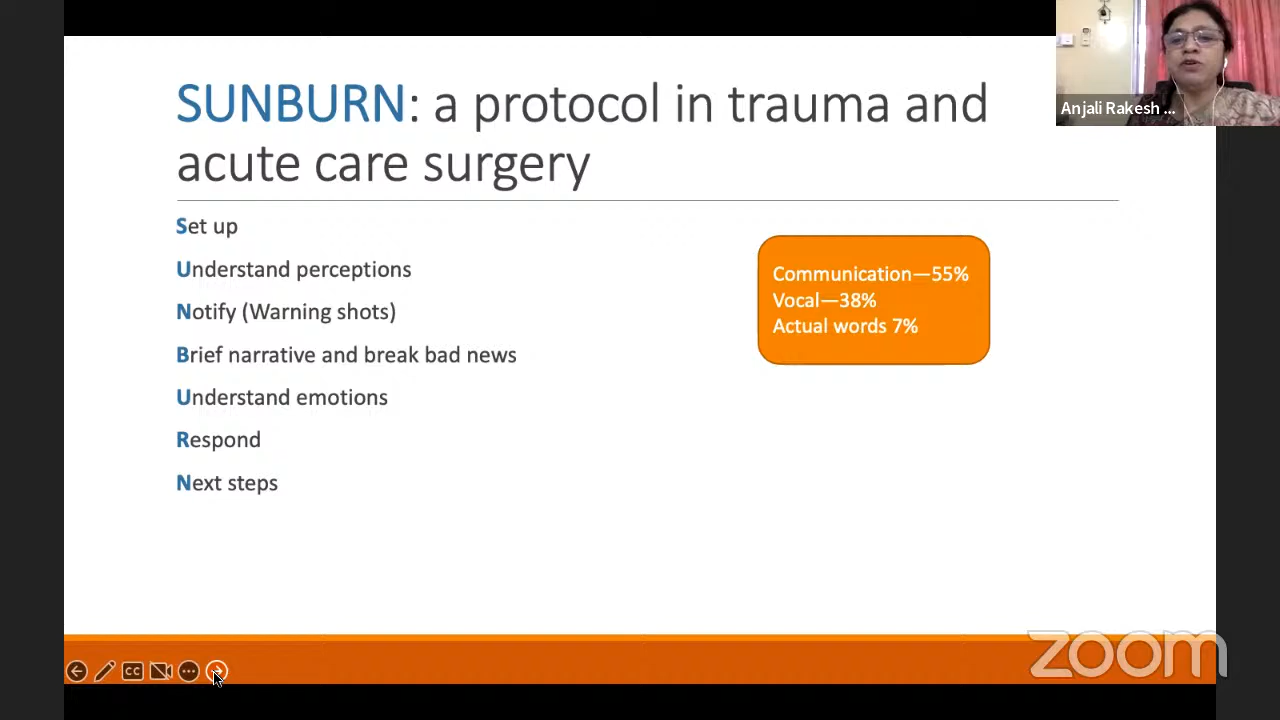 SUNBURN: a protocol in trauma and
acute care surgery
Set up
Understand perceptions
Notify (Warning shots)
Brief narrative and break bad news
Understand emotions
Respond
Next steps
Communication—55%
Vocal—38%
Actual words 7%
Anjali Rakesh ...
CC
zoom